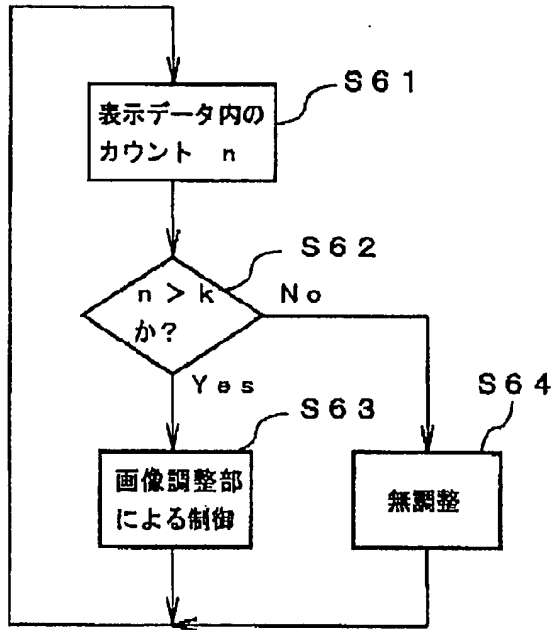 S61
表示データ内の
カウント n
S62
n > k
か?
No
Yes
S63
画像調整部
による制御
S64
無調整